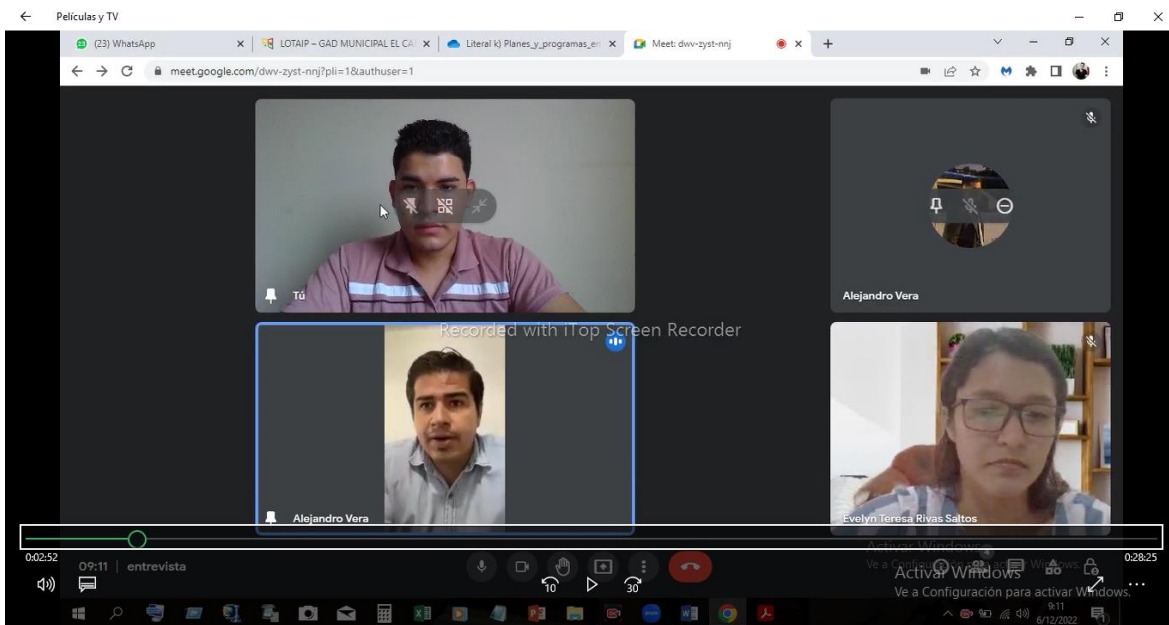 Películas y TV
(23) WhatsApp
LOTAIP – GAD MUNICIPAL EL CA
Literal k) Planes_y_programas_en
Meet: dwv-zyst-nnj
meet.google.com/dwv-zyst-nnj?pli=1&authuser=1
Tú
Alejandro Vera
Recorded with iTop Screen Recorder
Alejandro Vera
Evelyn Teresa Rivas Saltos
0:02:52
0:28:25
09:11 | entrevista
10
30
Activar Windows
Activar Windows
Ve a Configuración para activar Windows.
9:11
6/12/2022